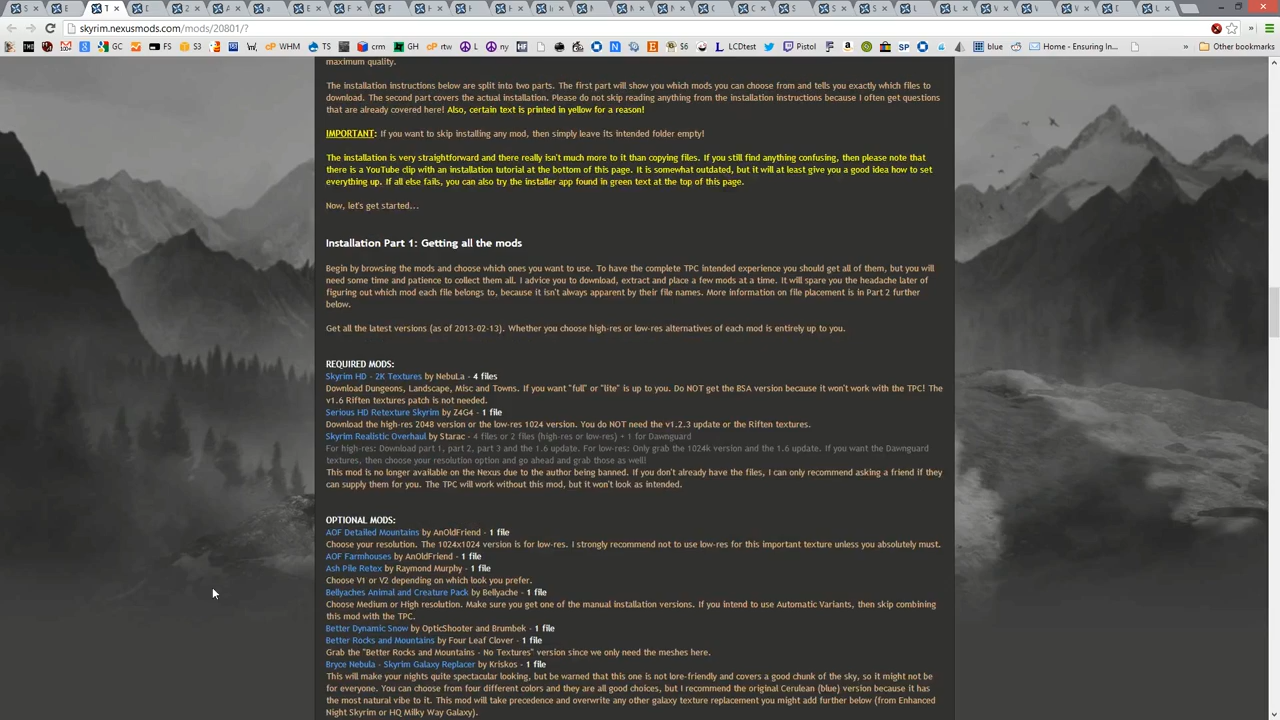 skyrim.nexusmods.com/mods/20801/?
GC
FS
S3
crm
GH
WHM
TS
rtw
ny
$6
LCDtest
Pistol
SP
blue
Home - Ensuring In...
Other bookmarks
maximum quality.
The installation instructions below are split into two parts. The first part will show you which mods you can choose from and tells you exactly which files to
download. The second part covers the actual installation. Please do not skip reading anything from the installation instructions because I often get questions
that are already covered here! Also, certain text is printed in yellow for a reason!
IMPORTANT: If you want to skip installing any mod, then simply leave its intended folder empty!
The installation is very straightforward and there really isn't much more to it than copying files. If you still find anything confusing, then please note that
there is a YouTube clip with an installation tutorial at the bottom of this page. It is somewhat outdated, but it will at least give you a good idea how to set
everything up. If all else fails, you can also try the installer app found in green text at the top of this page.
Now, let's get started...
Installation Part 1: Getting all the mods
Begin by browsing the mods and choose which ones you want to use. To have the complete TPC intended experience you should get all of them, but you will
need some time and patience to collect them all. I advice you to download, extract and place a few mods at a time. It will spare you the headache later of
figuring out which mod each file belongs to, because it isn't always apparent by their file names. More information on file placement is in Part 2 further
below.
Get all the latest versions (as of 2013-02-13). Whether you choose high-res or low-res alternatives of each mod is entirely up to you.
REQUIRED MODS:
Skyrim HD - 2K Textures by NebuLa - 4 files
Download Dungeons, Landscape, Misc and Towns. If you want "full" or "lite" is up to you. Do NOT get the BSA version because it won't work with the TPC! The
v1.6 Riften textures patch is not needed.
Serious HD Retexture Skyrim by Z4G4 - 1 file
Download the high-res 2048 version or the low-res 1024 version. You do NOT need the v1.2.3 update or the Riften textures.
Skyrim Realistic Overhaul by Starac - 4 files or 2 files (high-res or low-res) + 1 for Dawnguard
For high-res: Download part 1, part 2, part 3 and the 1.6 update. For low-res: Only grab the 1024k version and the 1.6 update. If you want the Dawnguard
textures, then choose your resolution option and go ahead and grab those as well!
This mod is no longer available on the Nexus due to the author being banned. If you don't already have the files, I can only recommend asking a friend if they
can supply them for you. The TPC will work without this mod, but it won't look as intended.
OPTIONAL MODS:
AOF Detailed Mountains by AnOldFriend - 1 file
Choose your resolution. The 1024x1024 version is for low-res. I strongly recommend not to use low-res for this important texture unless you absolutely must.
AOF Farmhouses by AnOldFriend - 1 file
Ash Pile Retex by Raymond Murphy - 1 file
Choose V1 or V2 depending on which look you prefer.
Bellyaches Animal and Creature Pack by Bellyache - 1 file
Choose Medium or High resolution. Make sure you get one of the manual installation versions. If you intend to use Automatic Variants, then skip combining
this mod with the TPC.
Better Dynamic Snow by OpticShooter and Brumbek - 1 file
Better Rocks and Mountains by Four Leaf Clover - 1 file
Grab the "Better Rocks and Mountains - No Textures" version since we only need the meshes here.
Bryce Nebula - Skyrim Galaxy Replacer by Kriskos - 1 file
This will make your nights quite spectacular looking, but be warned that this one is not lore-friendly and covers a good chunk of the sky, so it might not be
for everyone. You can choose from four different colors and they are all good choices, but I recommend the original Cerulean (blue) version because it has
the most natural vibe to it. This mod will take precedence and overwrite any other galaxy texture replacement you might add further below (from Enhanced
Night Skyrim or HQ Milky Way Galaxy).